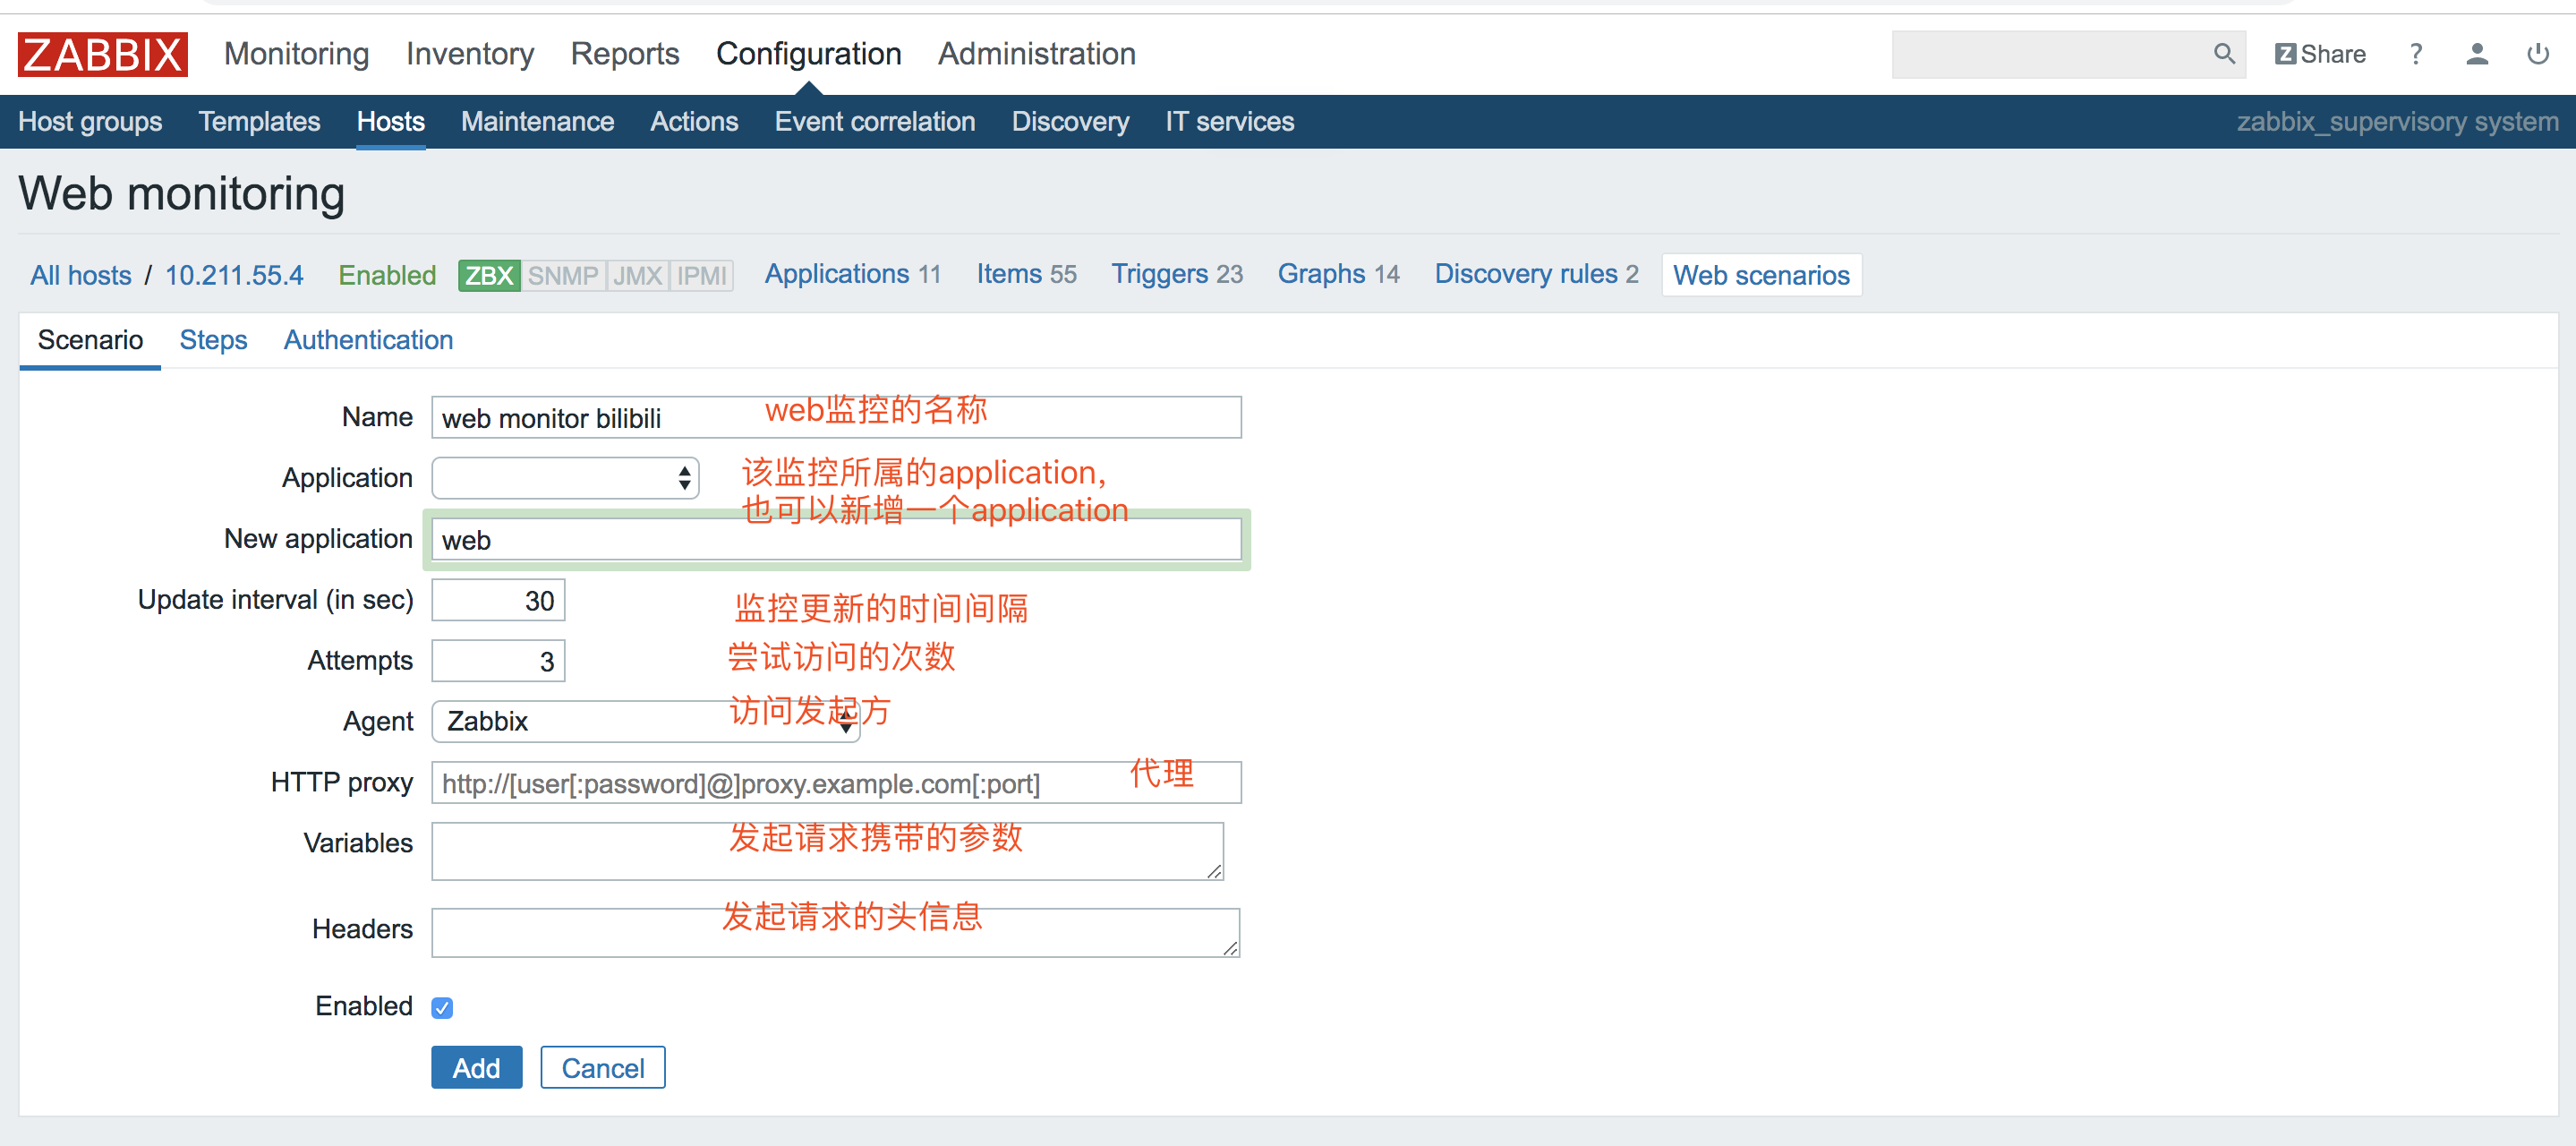 ZABBIX Monitoring Inventory Reports Configuration Administration Z Share ?
Host groups Templates Hosts Maintenance Actions Event correlation Discovery IT services zabbix_supervisory system
Web monitoring
All hosts / 10.211.55.4 Enabled ZBX SNMP JMX IPMI Applications 11 Items 55 Triggers 23 Graphs 14 Discovery rules 2 Web scenarios
Scenario Steps Authentication
Name web monitor bilibili web监控的名称
Application 该监控所属的application,
也可以新增一个application
New application web
Update interval (in sec) 30 监控更新的时间间隔
Attempts 3 尝试访问的次数
Agent Zabbix 访问发起方
HTTP proxy http://[user[:password]@]proxy.example.com[:port] 代理
Variables 发起请求携带的参数
Headers 发起请求的头信息
Enabled
Add Cancel